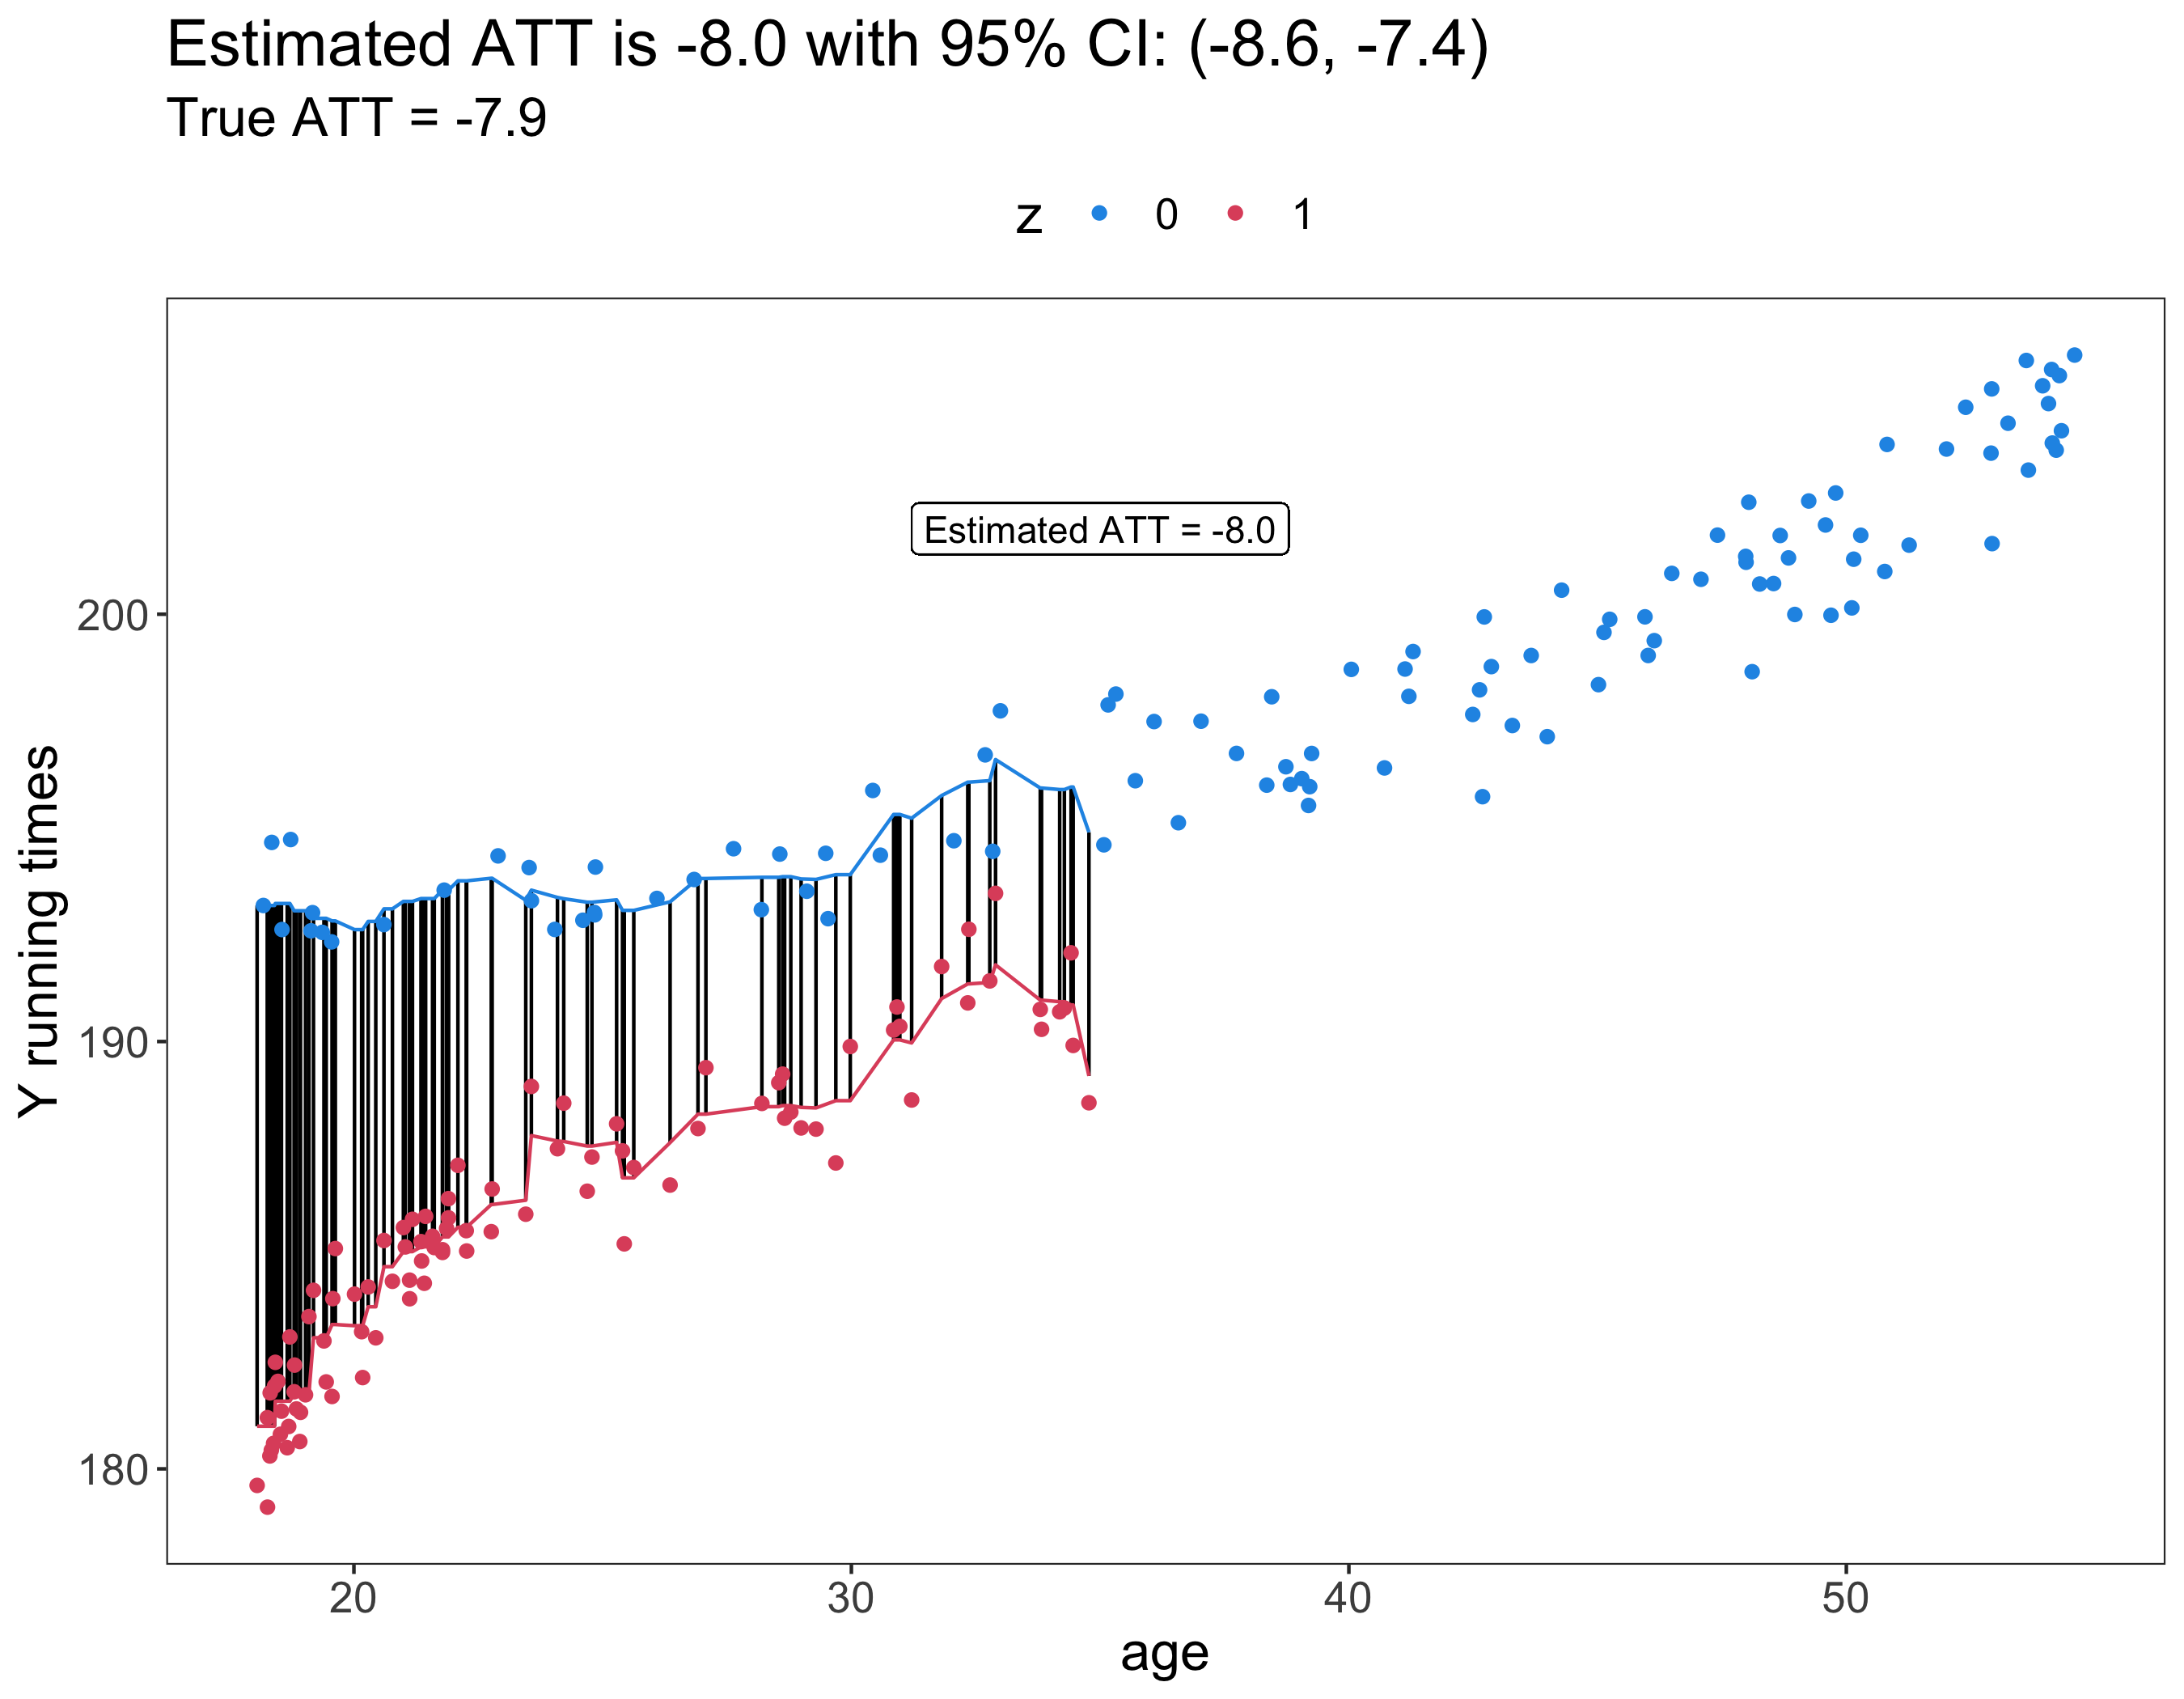 Estimated ATT is -8.0 with 95% CI: (-8.6, -7.4)
True ATT = -7.9
z 0 1
Estimated ATT = -8.0
200
190
180
Y running times
20 30 40 50
age